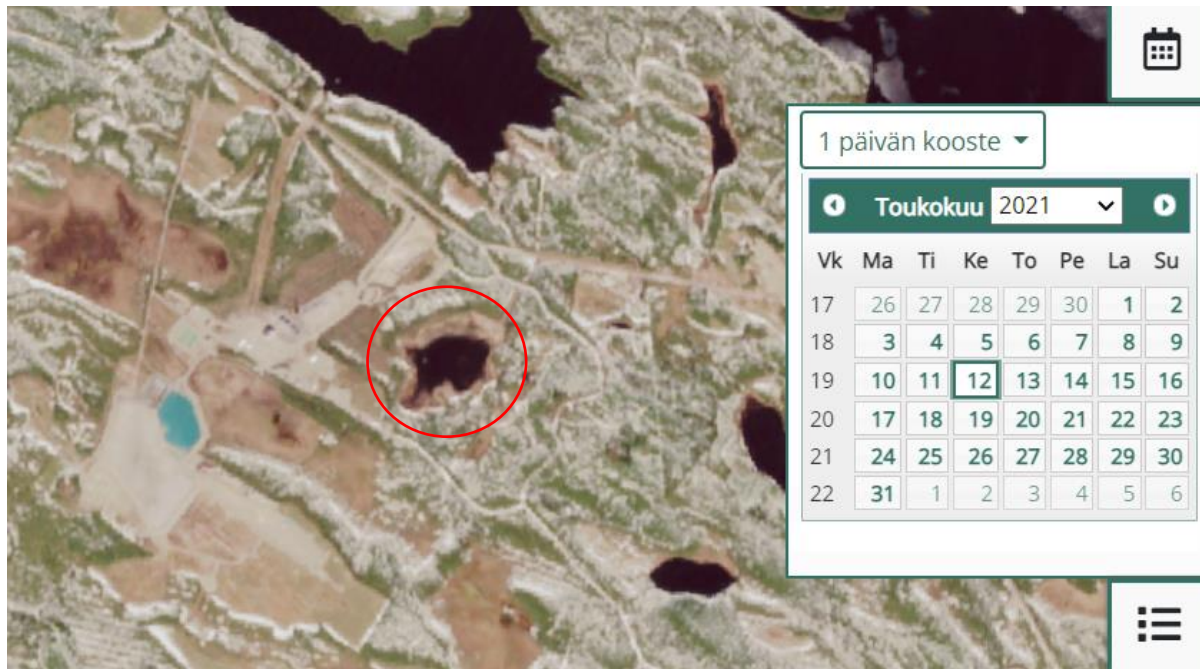 1 päivän kooste
Toukokuu 2021
Vk Ma Ti Ke To Pe La Su
17 26 27 28 29 30 1 2
18 3 4 5 6 7 8 9
19 10 11 12 13 14 15 16
20 17 18 19 20 21 22 23
21 24 25 26 27 28 29 30
22 31 1 2 3 4 5 6